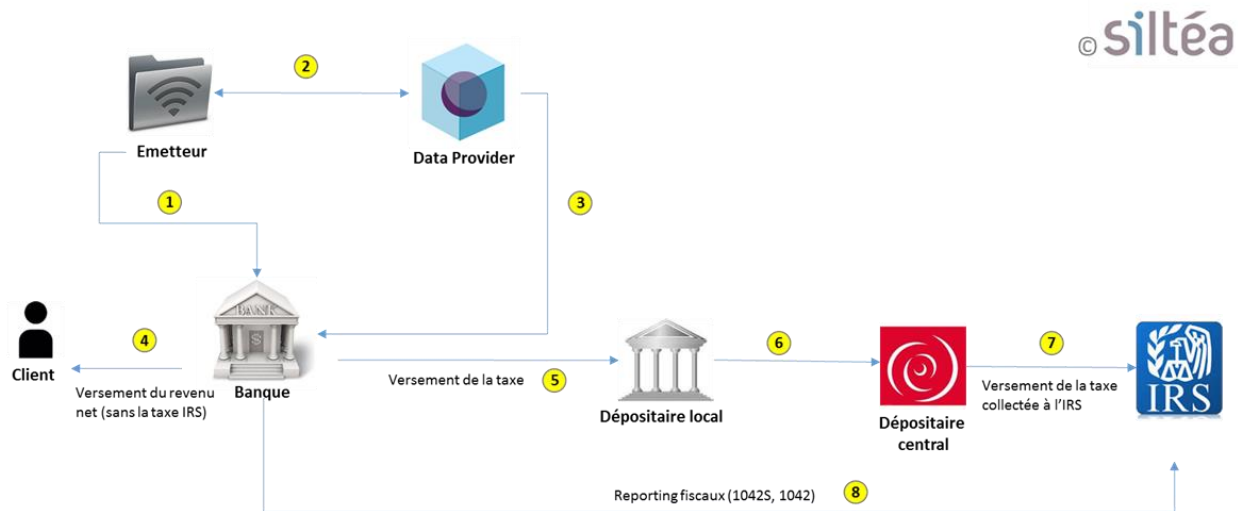 © siltéa
2
Emetteur
Data Provider
1
3
BANK
$
4
Client
Versement du revenu
net (sans la taxe IRS)
Banque
Versement de la taxe
5
Dépositaire local
6
Dépositaire
central
7
Versement de la taxe
collectée à l’IRS
IRS
Reporting fiscaux (1042S, 1042)
8